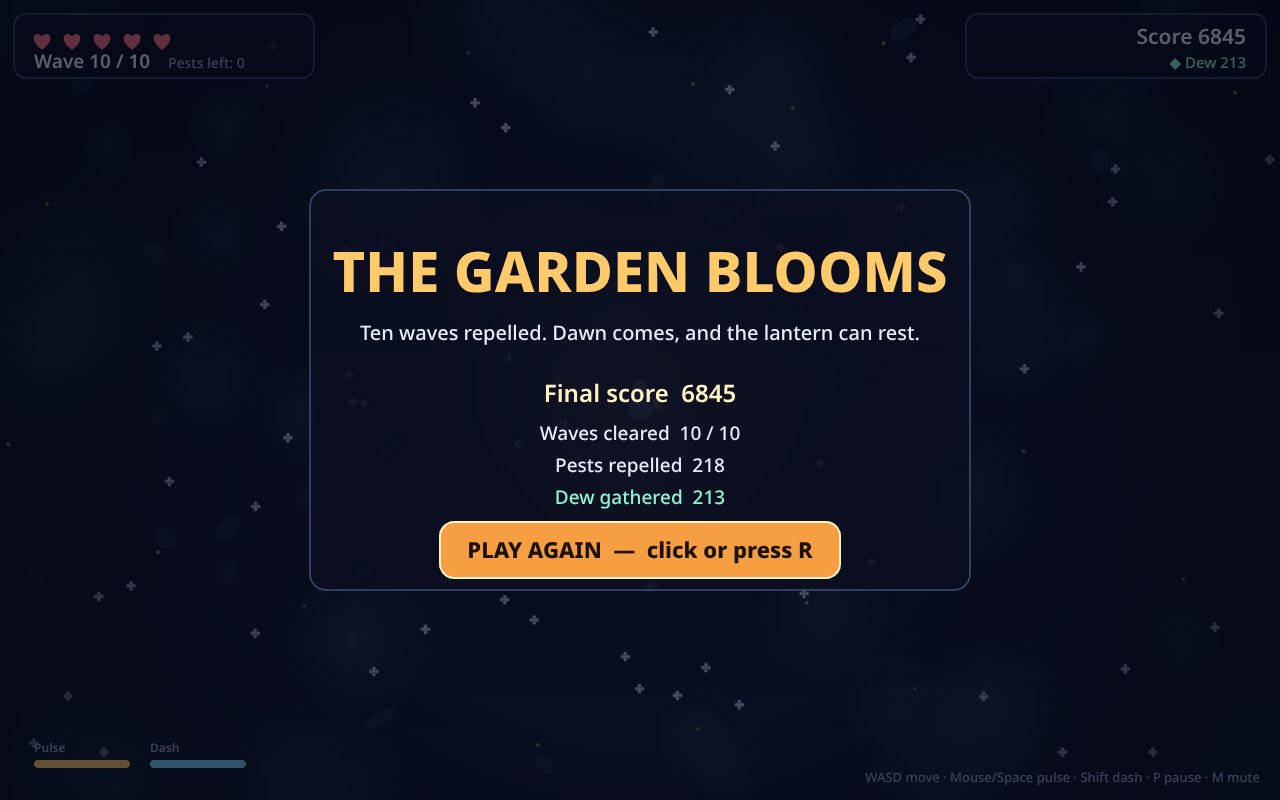 Wave 10 / 10 Pests left: 0
Score 6845
◆ Dew 213
THE GARDEN BLOOMS
Ten waves repelled. Dawn comes, and the lantern can rest.
Final score 6845
Waves cleared 10 / 10
Pests repelled 218
Dew gathered 213
PLAY AGAIN — click or press R
Pulse Dash
WASD move · Mouse/Space pulse · Shift dash · P pause · M mute